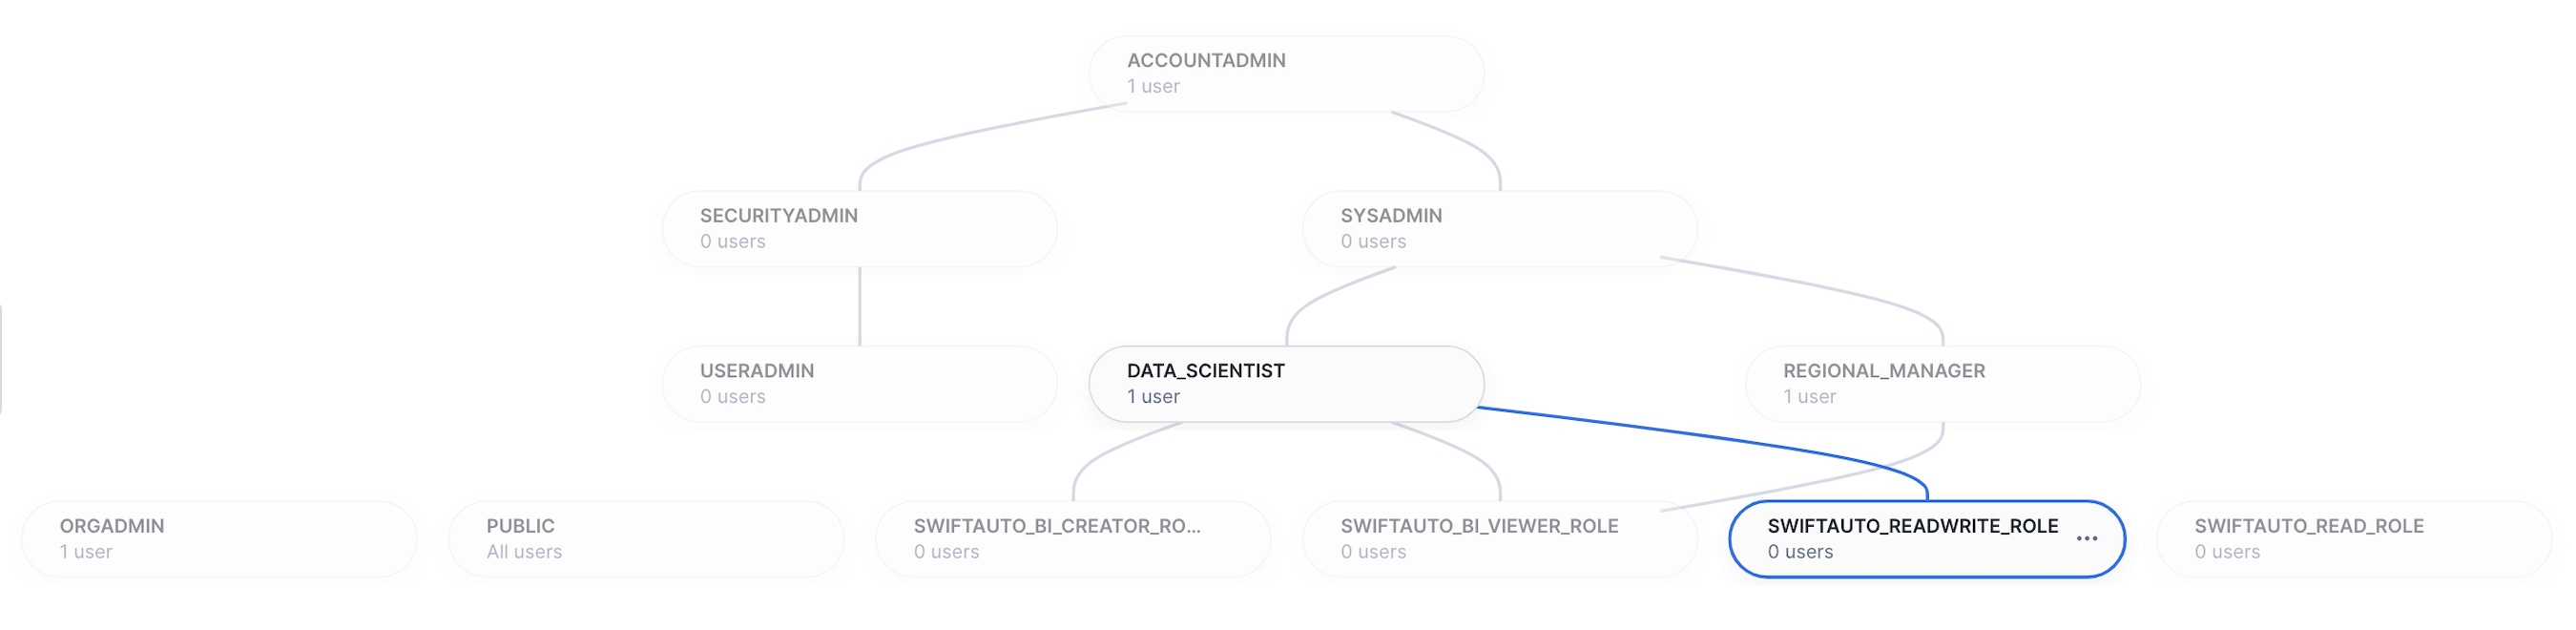 ACCOUNTADMIN
1 user
SECURITYADMIN
0 users
SYSADMIN
0 users
USERADMIN
0 users
DATA_SCIENTIST
1 user
REGIONAL_MANAGER
1 user
ORGADMIN
1 user
PUBLIC
All users
SWIFTAUTO_BI_CREATOR_RO...
0 users
SWIFTAUTO_BI_VIEWER_ROLE
0 users
SWIFTAUTO_READWRITE_ROLE
0 users
SWIFTAUTO_READ_ROLE
0 users